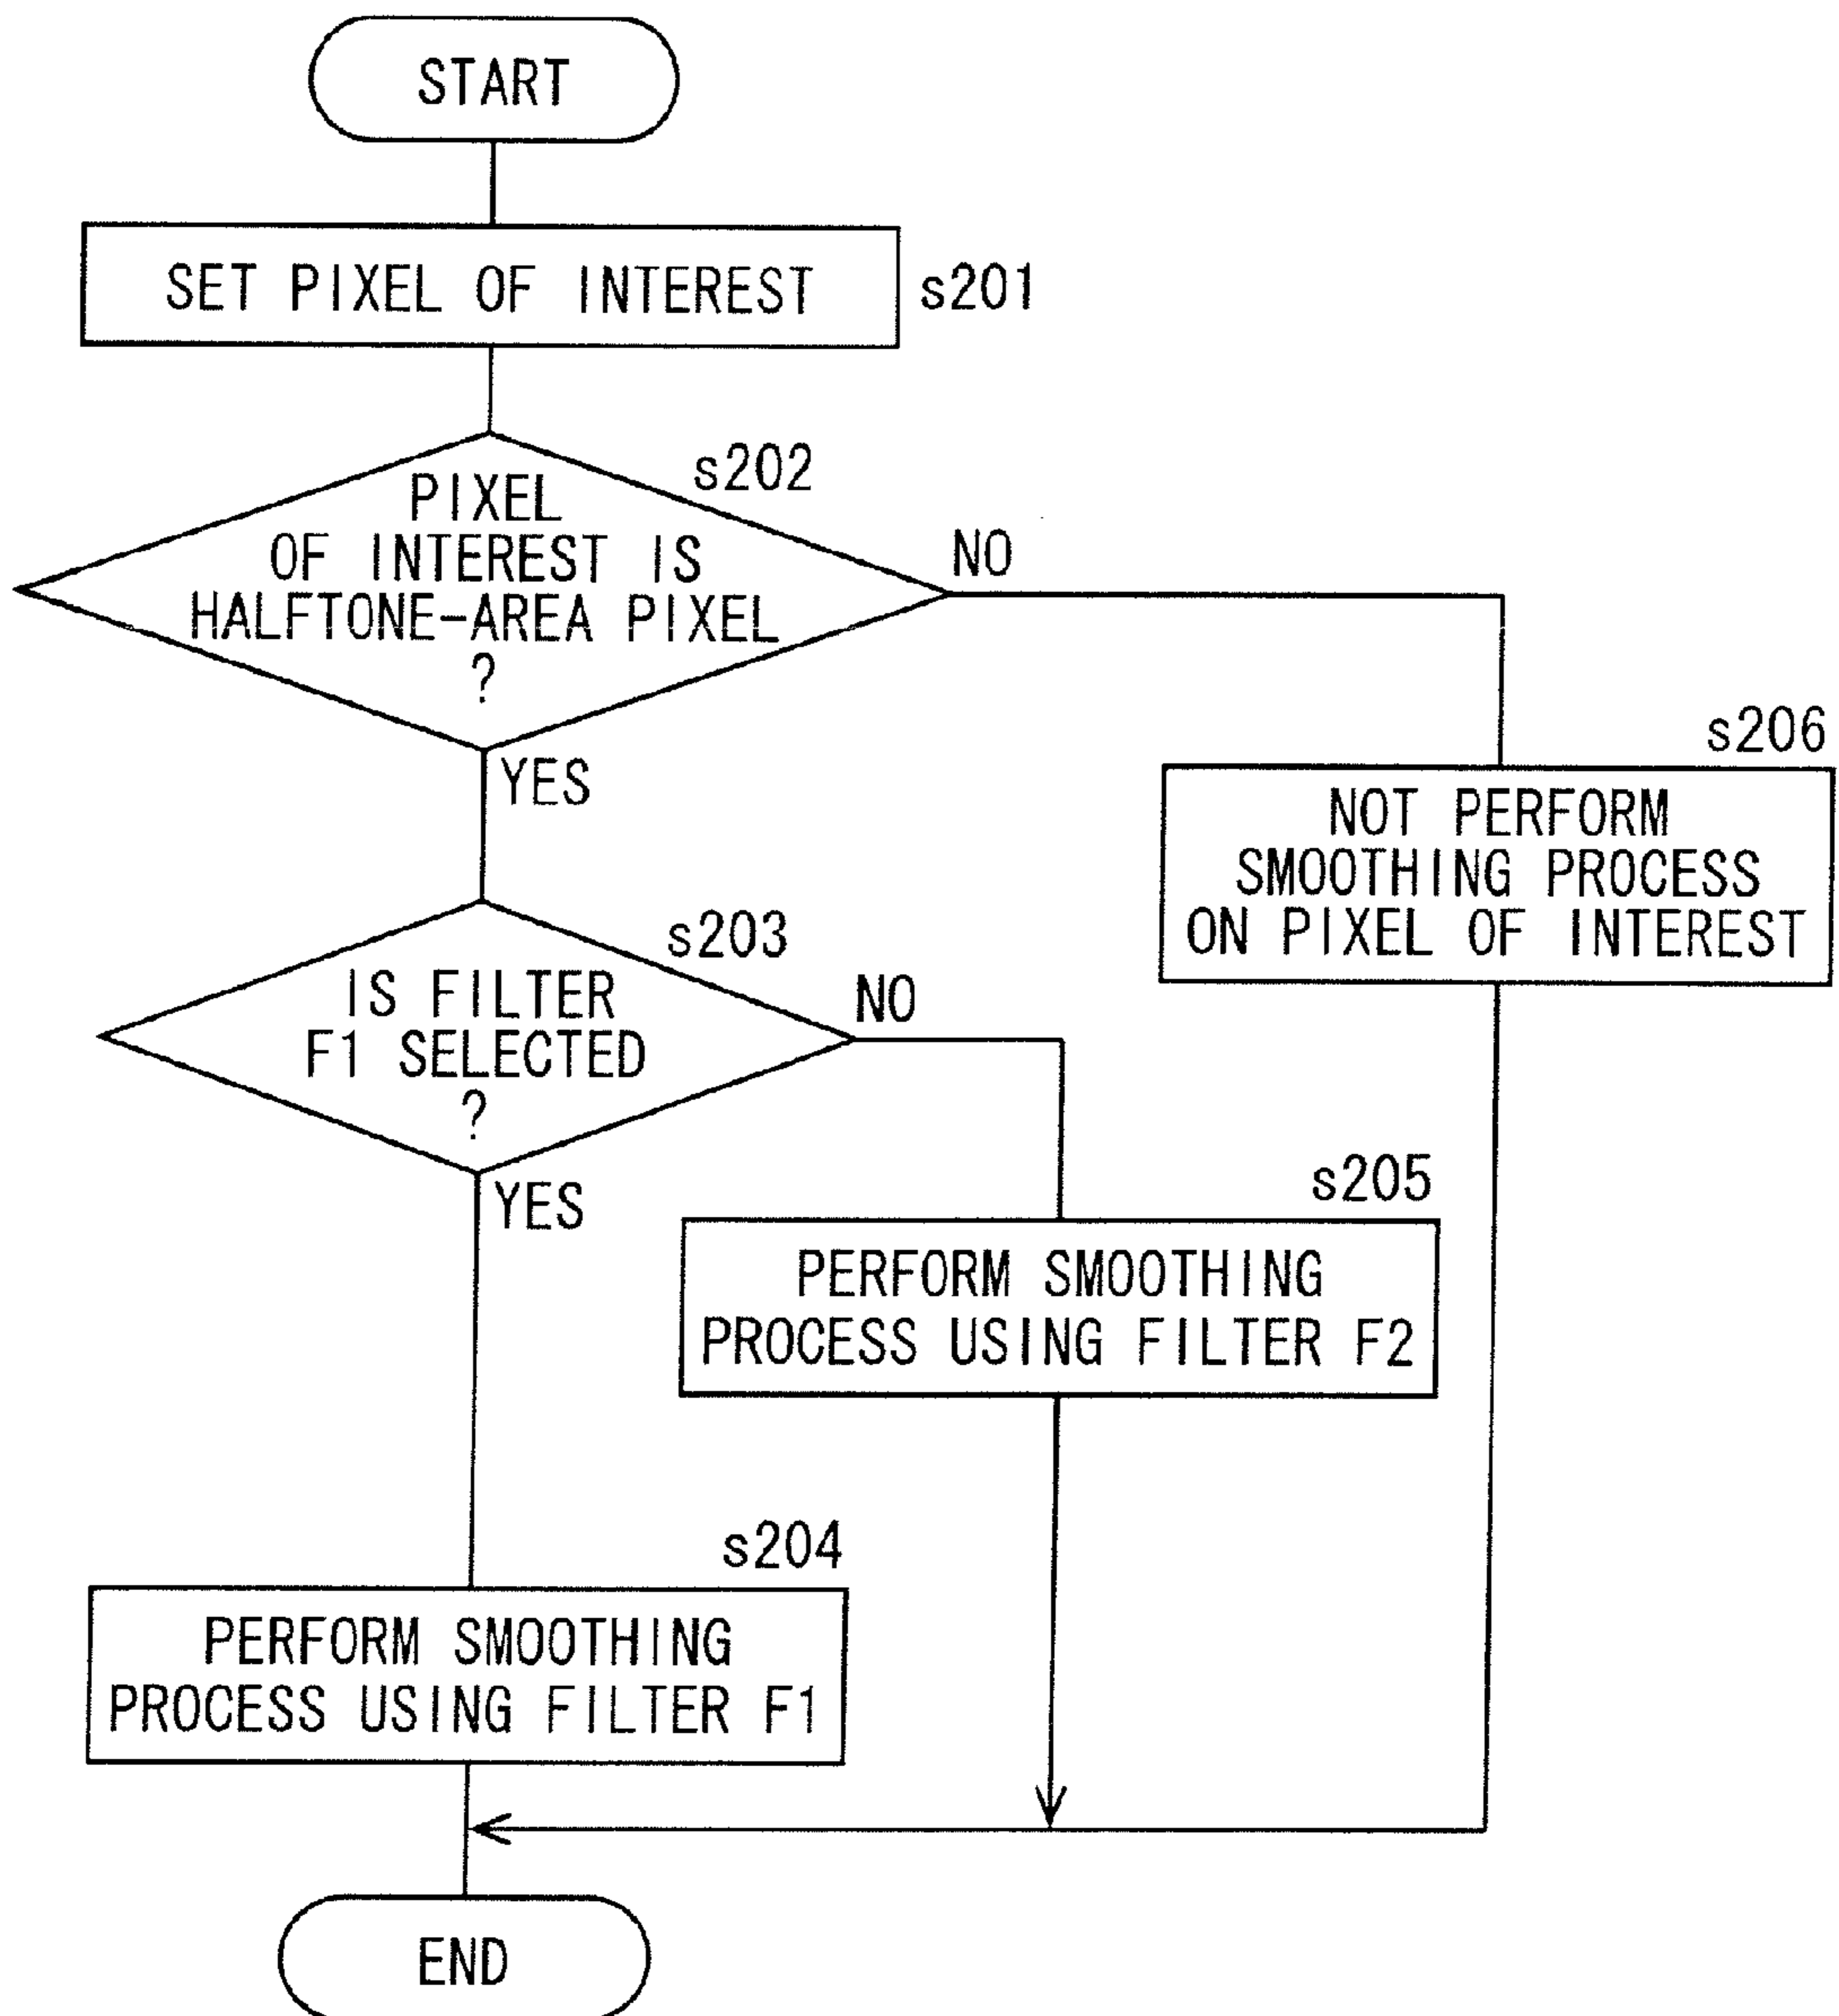 START
SET PIXEL OF INTEREST
s201
s202
PIXEL
OF INTEREST IS
HALFTONE-AREA PIXEL
?
NO
YES
s206
NOT PERFORM
SMOOTHING PROCESS
ON PIXEL OF INTEREST
s203
IS FILTER
F1 SELECTED
?
NO
YES
s205
PERFORM SMOOTHING
PROCESS USING FILTER F2
s204
PERFORM SMOOTHING
PROCESS USING FILTER F1
END